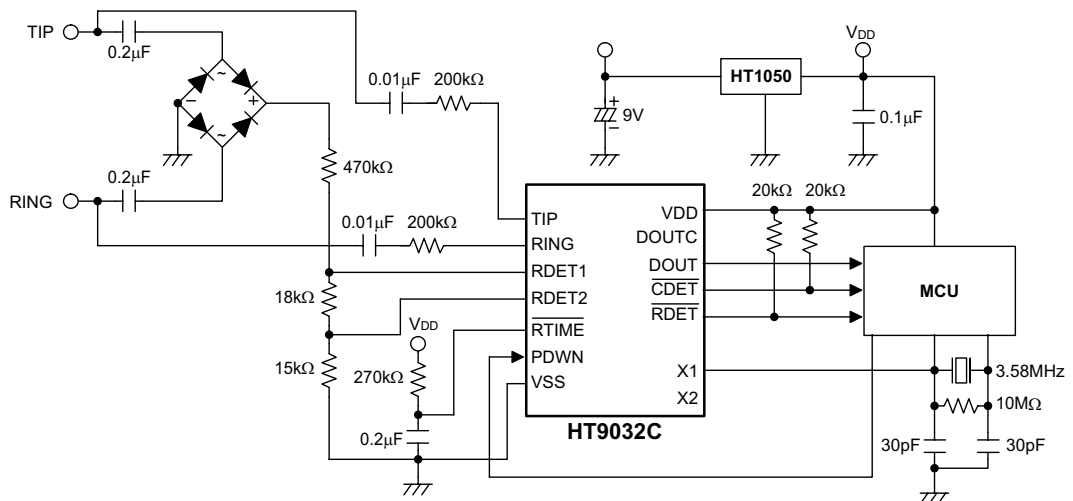 TIP
0.2μF
~
−
+
~
0.2μF
RING
0.01μF
200kΩ
470kΩ
0.01μF
200kΩ
18kΩ
15kΩ
VDD
270kΩ
0.2μF
+
9V
−
HT1050
VDD
0.1μF
20kΩ 20kΩ
TIP
RING
RDET1
RDET2
RTIME
PDWN
VSS
VDD
DOUTC
DOUT
CDET
RDET
X1
X2
HT9032C
MCU
3.58MHz
10MΩ
30pF
30pF